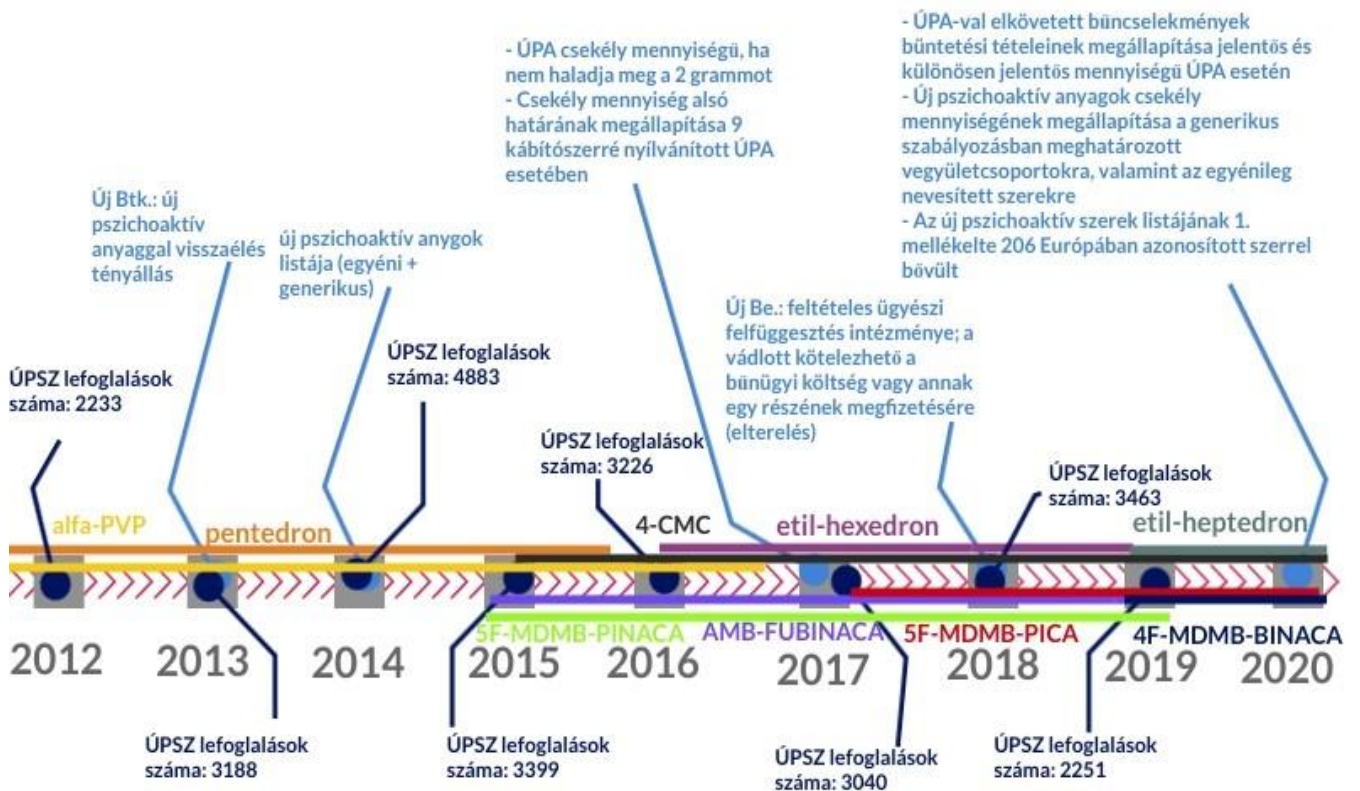 - ÚPA-val elkövetett bűncselekmények
büntetési tételeinek megállapítása jelentős és
különösen jelentős mennyiségű ÚPA esetén
- Új pszichoaktív anyagok csekély
mennyiségének megállapítása a generikus
szabályozásban meghatározott
vegyületcsoportokra, valamint az egyénileg
nevesített szerekre
- Az új pszichoaktív szerek listájának 1.
mellékelte 206 Európában azonosított szerrel
bővült
- ÚPA csekély mennyiségű, ha
nem haladja meg a 2 grammot
- Csekély mennyiség alsó
határának megállapítása 9
kábítószerré nyílvánított ÚPA
esetében
Új Btk.: új
pszichoaktív
anyaggal visszaélés
tényállás
új pszichoaktív anygok
listája (egyéni +
generikus)
Új Be.: feltételes ügyészi
felfüggesztés intézménye; a
vádlott kötelezhető a
bűnügyi költség vagy annak
egy részének megfizetésére
(elterelés)
ÚPSZ lefoglalások
száma: 2233
ÚPSZ lefoglalások
száma: 4883
ÚPSZ lefoglalások
száma: 3226
ÚPSZ lefoglalások
száma: 3463
alfa-PVP
pentedron
4-CMC
etil-hexedron
etil-heptedron
5F-MDMB-PINACA
AMB-FUBINACA
5F-MDMB-PICA
4F-MDMB-BINACA
2012
2013
2014
2015
2016
2017
2018
2019
2020
ÚPSZ lefoglalások
száma: 3188
ÚPSZ lefoglalások
száma: 3399
ÚPSZ lefoglalások
száma: 3040
ÚPSZ lefoglalások
száma: 2251